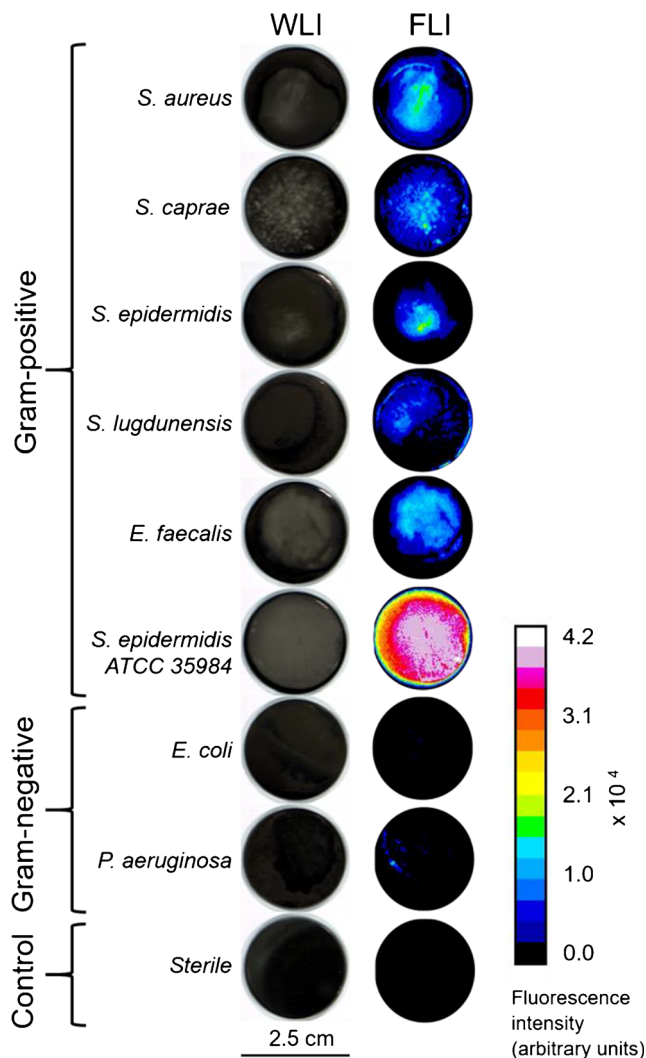 WLI FLI
Gram-positive
S. aureus
S. caprae
S. epidermidis
S. lugdunensis
E. faecalis
S. epidermidis
ATCC 35984
Gram-negative
E. coli
P. aeruginosa
Control
Sterile
2.5 cm
4.2
3.1
2.1
1.0
0.0
x 10⁴
Fluorescence
intensity
(arbitrary units)